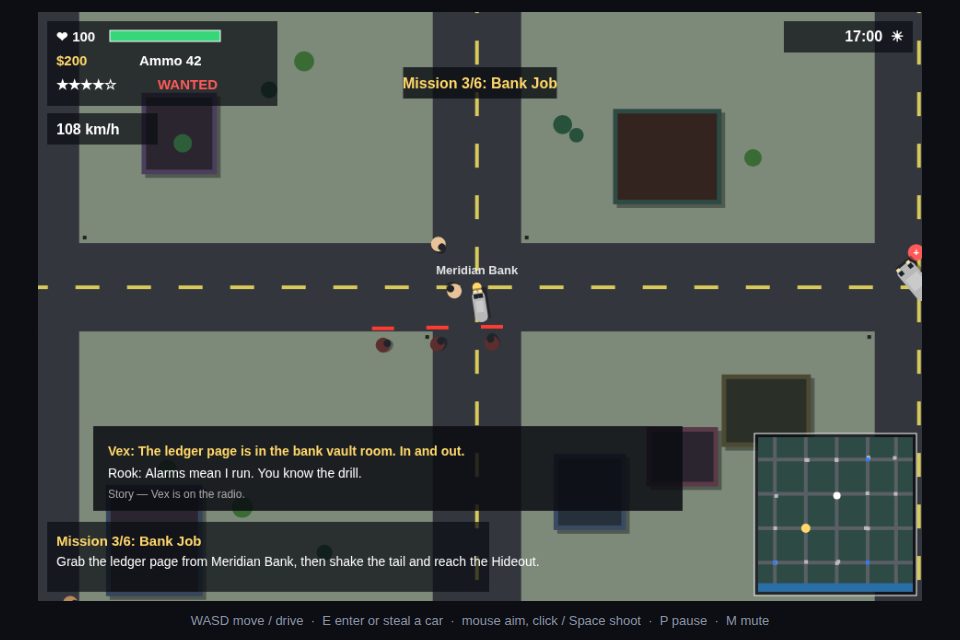 ❤ 100
$200 Ammo 42
★★★★☆ WANTED
108 km/h
17:00 ☀
Mission 3/6: Bank Job
Meridian Bank
Vex: The ledger page is in the bank vault room. In and out.
Rook: Alarms mean I run. You know the drill.
Story — Vex is on the radio.
Mission 3/6: Bank Job
Grab the ledger page from Meridian Bank, then shake the tail and reach the Hideout.
WASD move / drive · E enter or steal a car · mouse aim, click / Space shoot · P pause · M mute